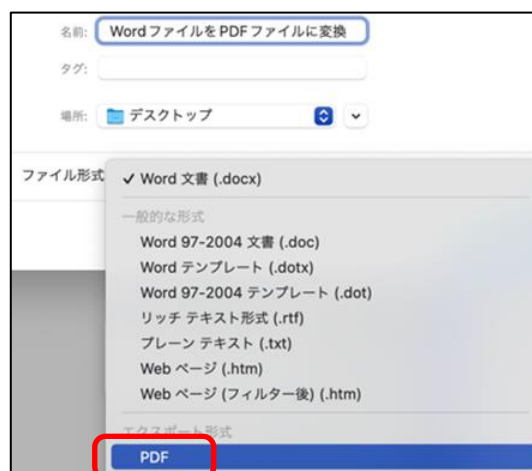 名前: WordファイルをPDFファイルに変換
タグ:
場所: デスクトップ
ファイル形式
✓ Word 文書 (.docx)
一般的な形式
Word 97-2004 文書 (.doc)
Word テンプレート (.dotx)
Word 97-2004 テンプレート (.dot)
リッチ テキスト形式 (.rtf)
プレーン テキスト (.txt)
Web ページ (.htm)
Web ページ (フィルター後) (.htm)
エクスポート形式
PDF